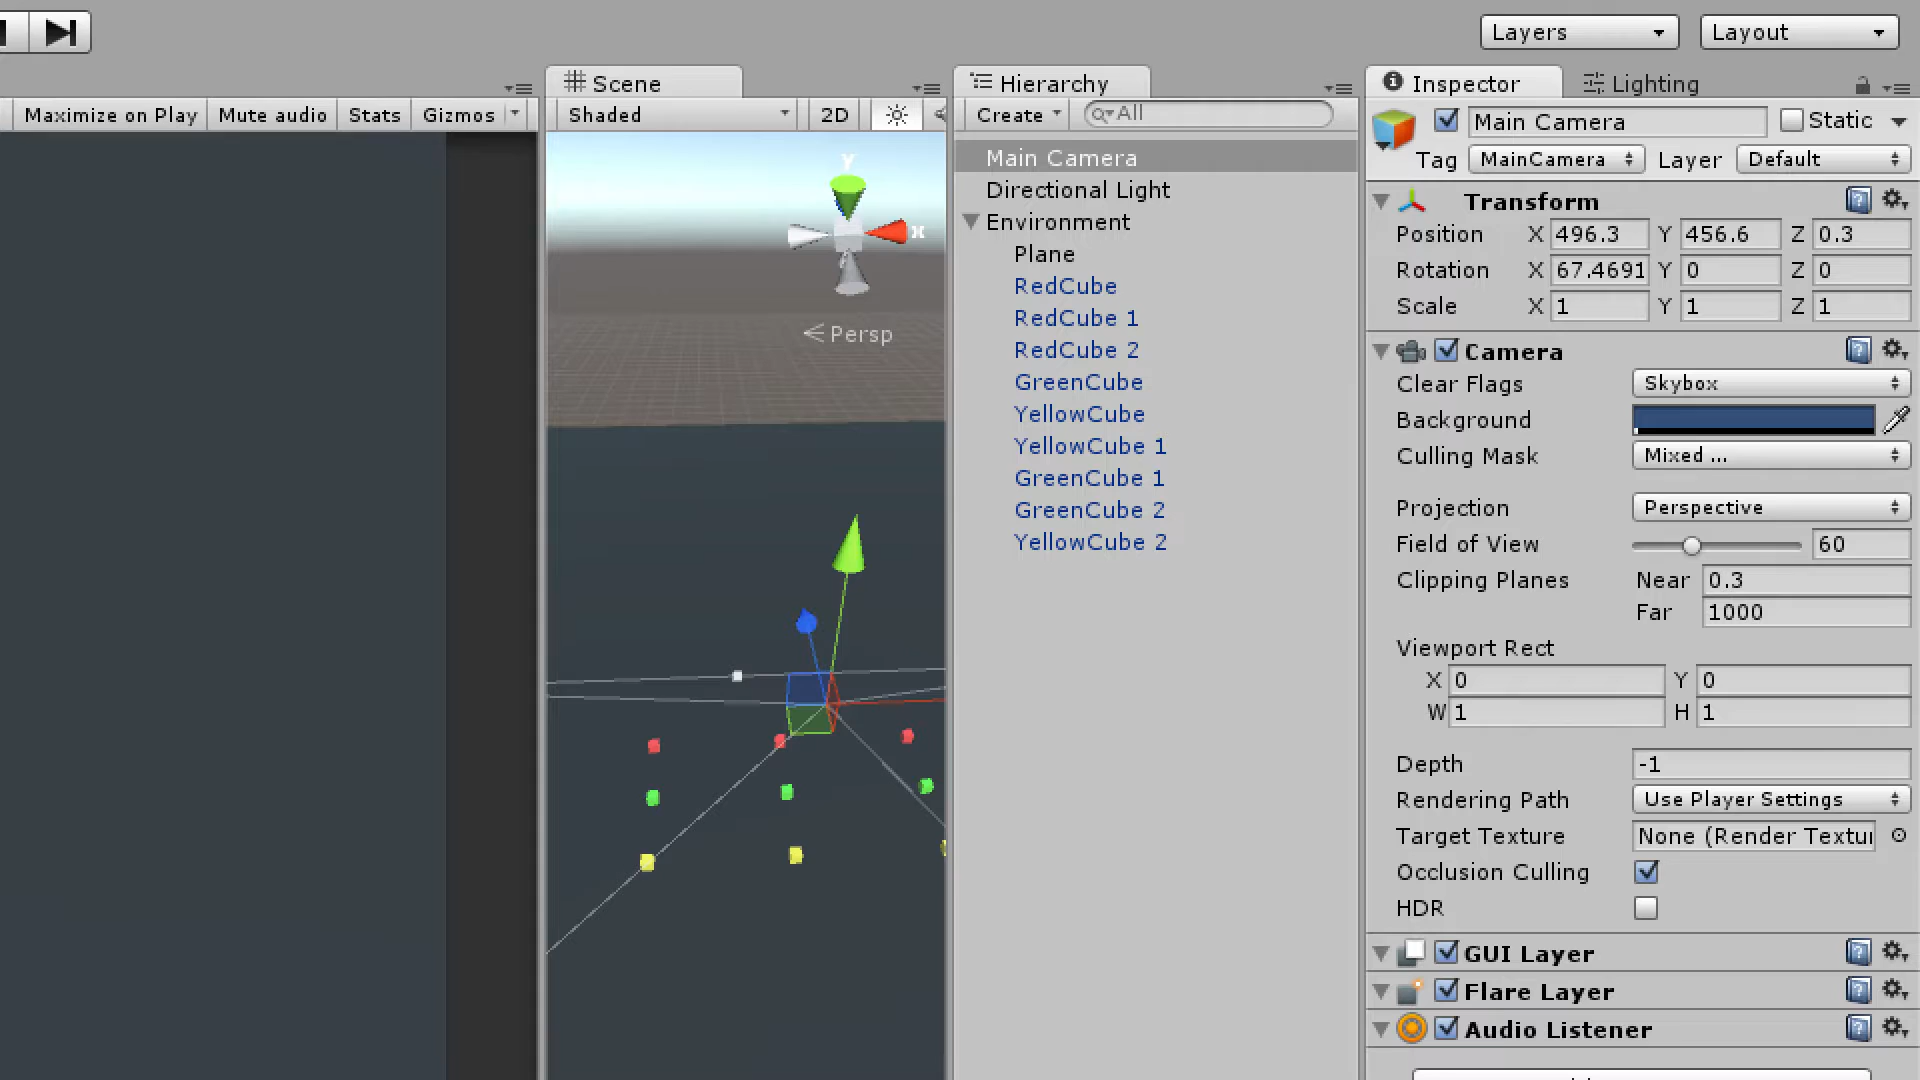 Layers
Layout
Scene
Hierarchy
Inspector
Lighting
Maximize on Play
Mute audio
Stats
Gizmos
Shaded
2D
Create
All
Main Camera
Static
Tag
MainCamera
Layer
Default
Y
X
Persp
Main Camera
Directional Light
Environment
Plane
RedCube
RedCube 1
RedCube 2
GreenCube
YellowCube
YellowCube 1
GreenCube 1
GreenCube 2
YellowCube 2
Transform
Position X 496.3 Y 456.6 Z 0.3
Rotation X 67.4691 Y 0 Z 0
Scale X 1 Y 1 Z 1
Camera
Clear Flags Skybox
Background
Culling Mask Mixed ...
Projection Perspective
Field of View 60
Clipping Planes Near 0.3
Far 1000
Viewport Rect
X 0 Y 0
W 1 H 1
Depth -1
Rendering Path Use Player Settings
Target Texture None (Render Textu
Occlusion Culling
HDR
GUI Layer
Flare Layer
Audio Listener